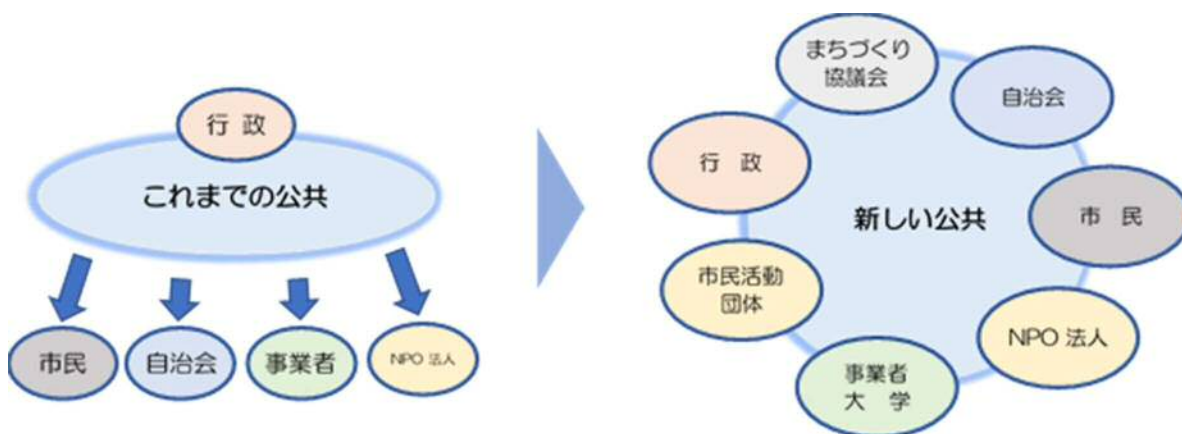 行 政
これまでの公共
市民
自治会
事業者
NPO 法人
まちづくり
協議会
自治会
行 政
市 民
新しい公共
市民活動
団体
NPO 法人
事業者
大 学